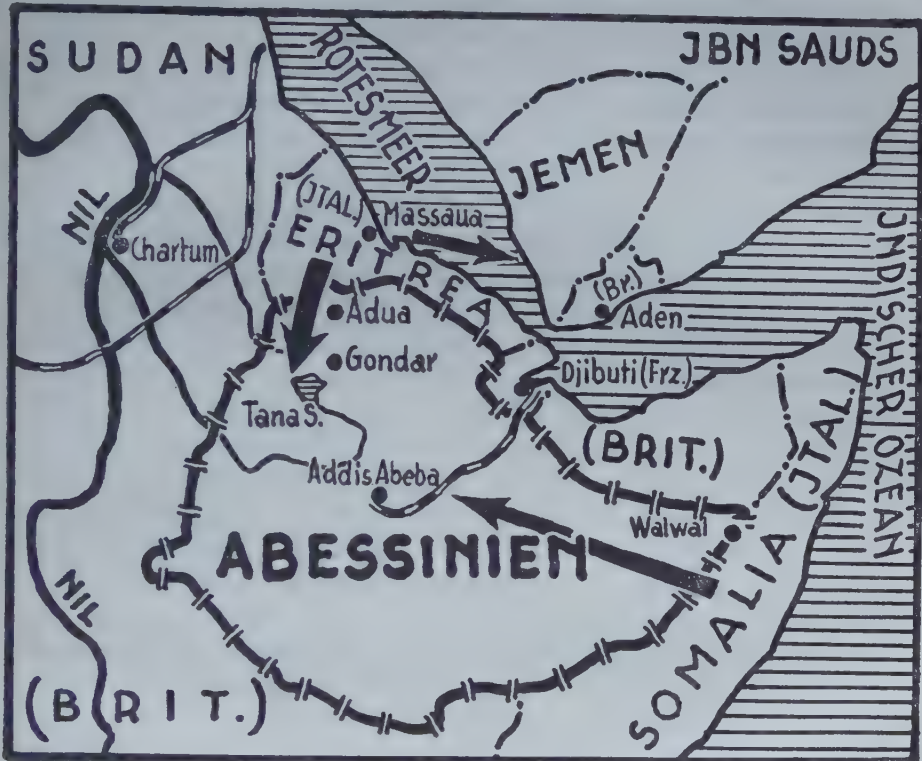 SUDAN
ROTES MEER
JBN SAUDS
JEMEN
NIL
Chartum
(JTAL.)
ERITREA
Massaua
(Br.)
Aden
Adua
Gondar
Djibuti (Frz.)
Tana S.
(BRIT.)
Addis Abeba
Walwal
ABESSINIEN
SOMALIA (JTAL.)
JNDSCHER OZEAN
NIL
(BRIT.)